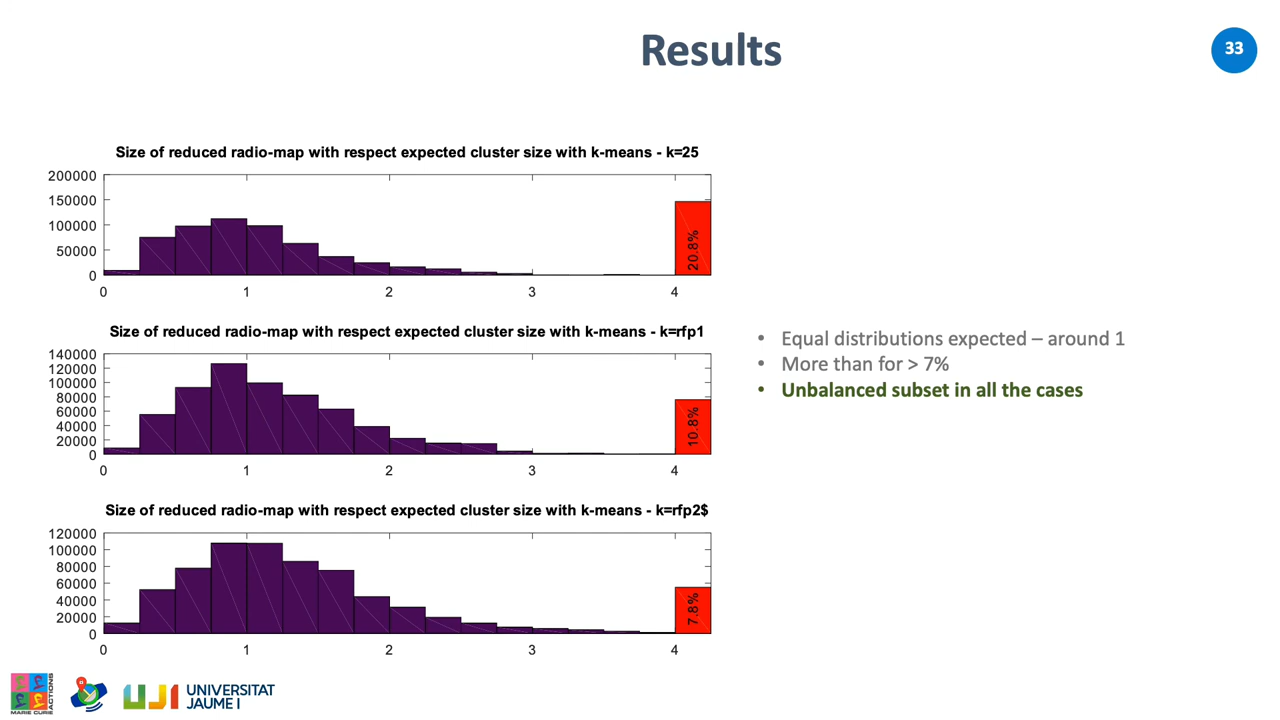 Results
33
Size of reduced radio-map with respect expected cluster size with k-means - k=25
200000
150000
100000
50000
0
20.8%
0 1 2 3 4
Size of reduced radio-map with respect expected cluster size with k-means - k=rfp1
140000
120000
100000
80000
60000
40000
20000
0
10.8%
0 1 2 3 4
Size of reduced radio-map with respect expected cluster size with k-means - k=rfp2$
120000
100000
80000
60000
40000
20000
0
7.8%
0 1 2 3 4
• Equal distributions expected – around 1
• More than for > 7%
• Unbalanced subset in all the cases
MARIE CURIE
ACTIONS
UJI
UNIVERSITAT
JAUME I